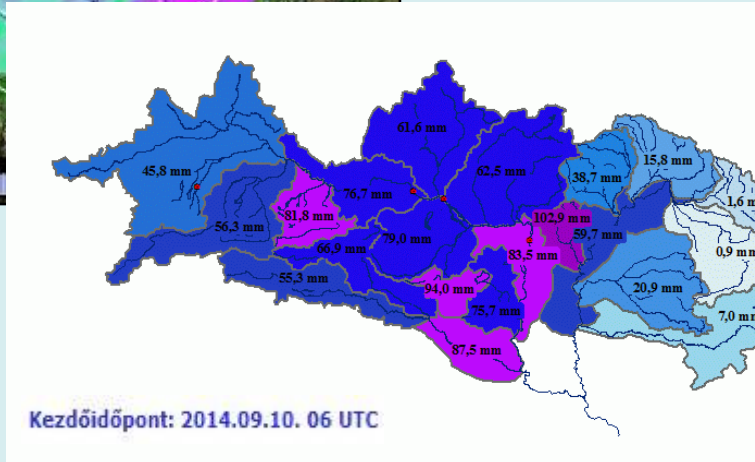 61,6 mm
15,8 mm
45,8 mm
62,5 mm
38,7 mm
76,7 mm
1,6 m
81,8 mm
102,9 mm
56,3 mm
59,7 mm
79,0 mm
66,9 mm
83,5 mm
0,9 mm
55,3 mm
94,0 mm
20,9 mm
75,7 mm
7,0 mm
87,5 mm
Kezdőidőpont: 2014.09.10. 06 UTC